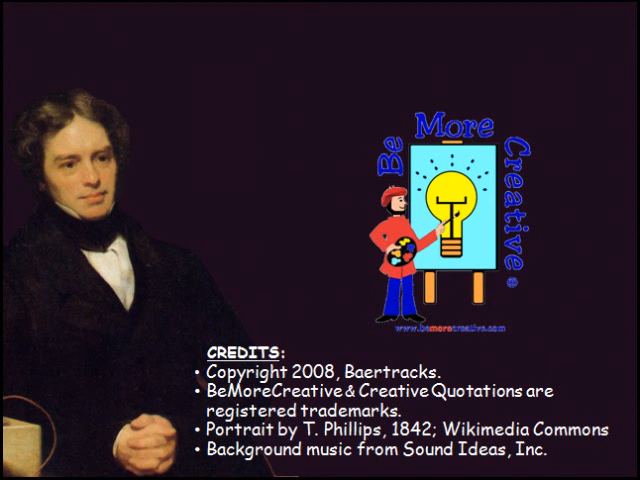 Be More Creative ®
www.bemorecreative.com
CREDITS:
• Copyright 2008, Baertracks.
• BeMoreCreative & Creative Quotations are
registered trademarks.
• Portrait by T. Phillips, 1842; Wikimedia Commons
• Background music from Sound Ideas, Inc.